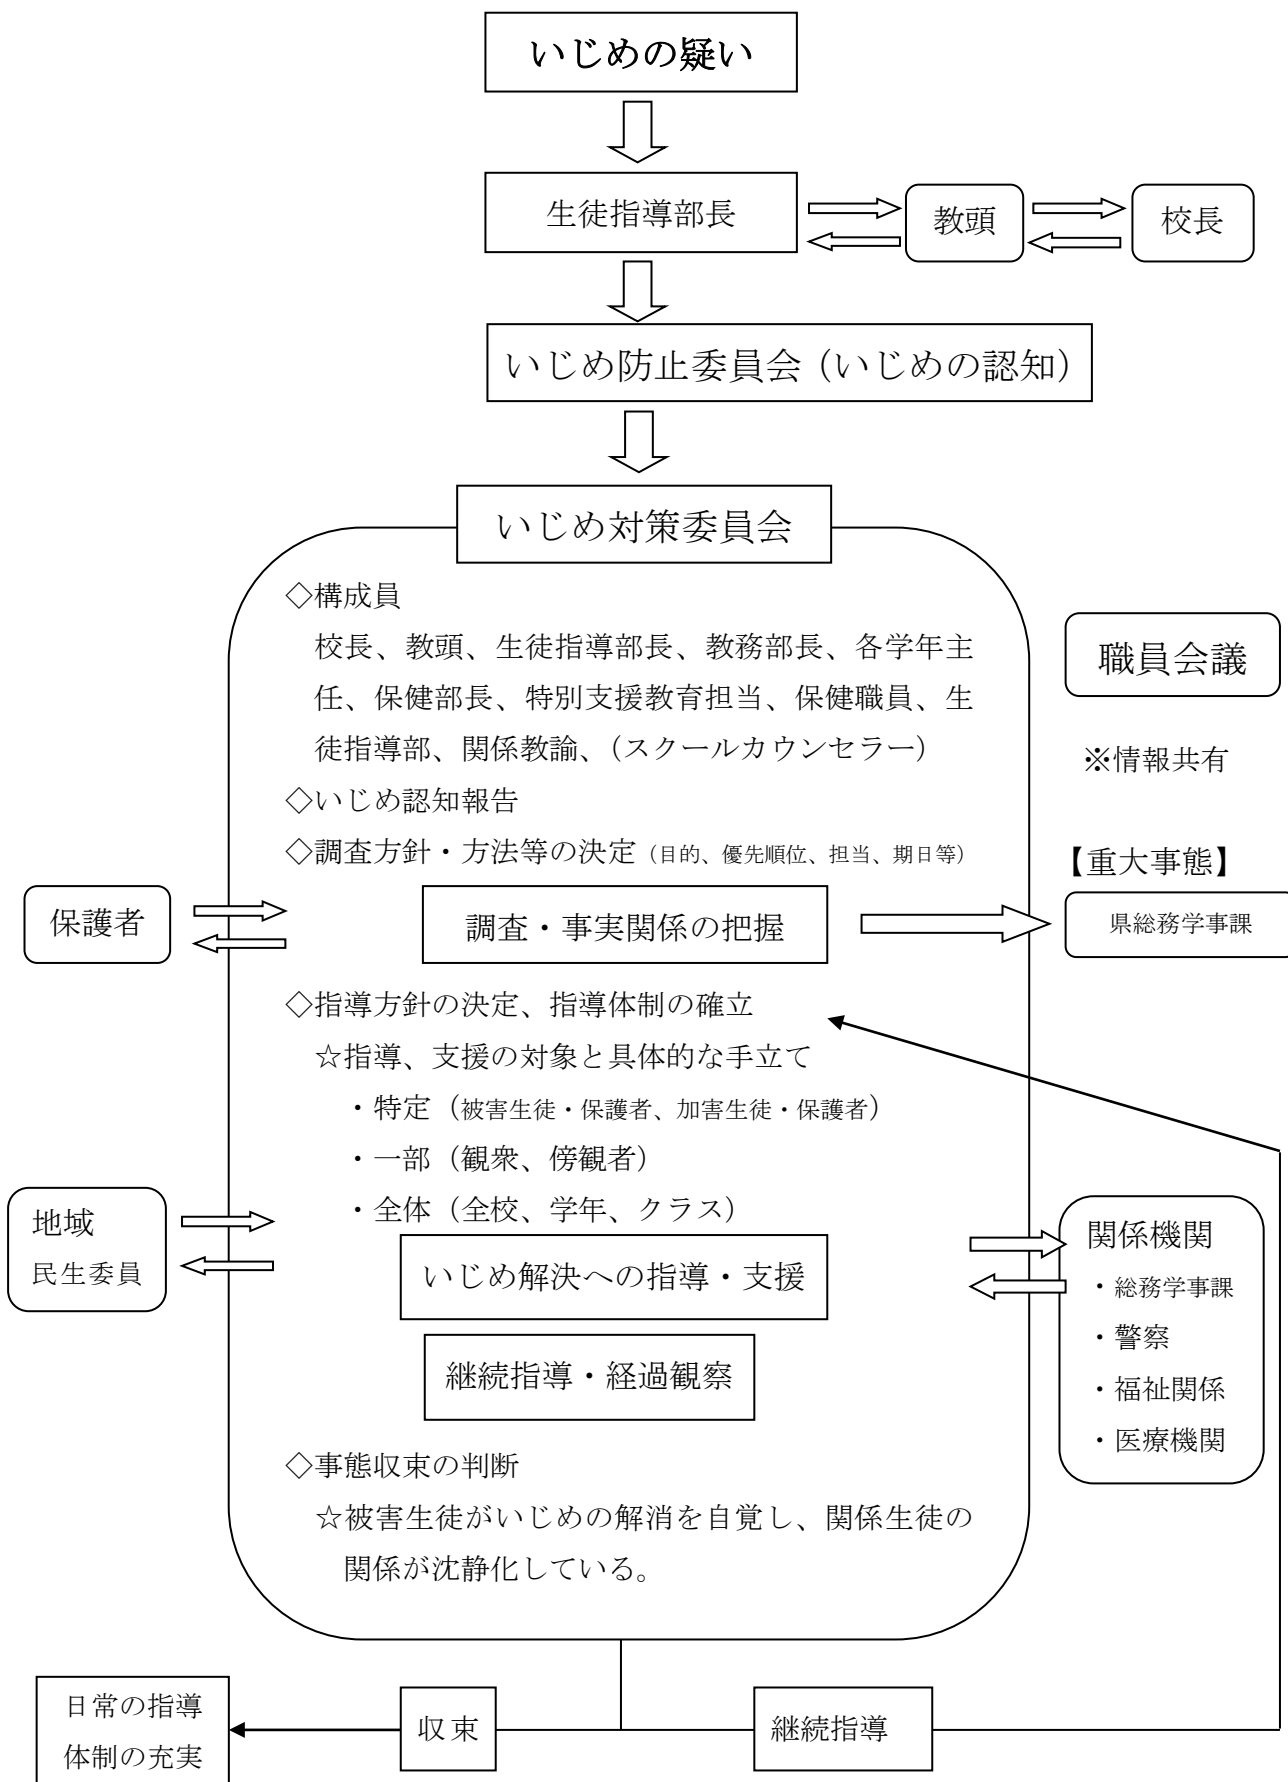 いじめの疑い
生徒指導部長
教頭
校長
いじめ防止委員会（いじめの認知）
いじめ対策委員会
◇構成員
校長、教頭、生徒指導部長、教務部長、各学年主
任、保健部長、特別支援教育担当、保健職員、生
徒指導部、関係教諭、（スクールカウンセラー）
職員会議
※情報共有
◇いじめ認知報告
◇調査方針・方法等の決定（目的、優先順位、担当、期日等）
【重大事態】
保護者
調査・事実関係の把握
県総務学事課
◇指導方針の決定、指導体制の確立
☆指導、支援の対象と具体的な手立て
・特定（被害生徒・保護者、加害生徒・保護者）
・一部（観衆、傍観者）
・全体（全校、学年、クラス）
地域
民生委員
いじめ解決への指導・支援
継続指導・経過観察
関係機関
・総務学事課
・警察
・福祉関係
・医療機関
◇事態収束の判断
☆被害生徒がいじめの解消を自覚し、関係生徒の
関係が沈静化している。
日常の指導
体制の充実
収束
継続指導